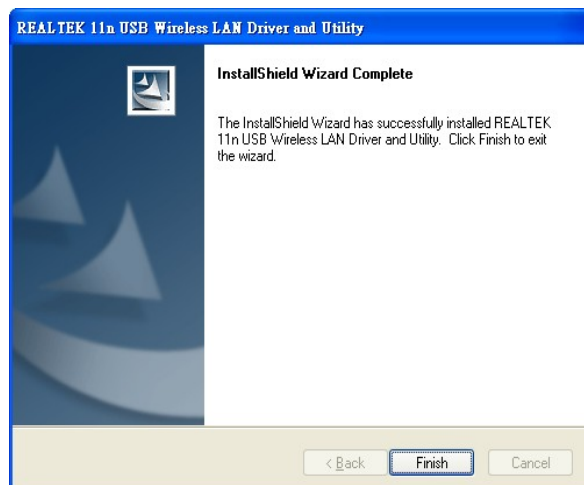 REALTEK 11n USB Wireless LAN Driver and Utility
InstallShield Wizard Complete
The InstallShield Wizard has successfully installed REALTEK
11n USB Wireless LAN Driver and Utility. Click Finish to exit
the wizard.
< Back Finish Cancel